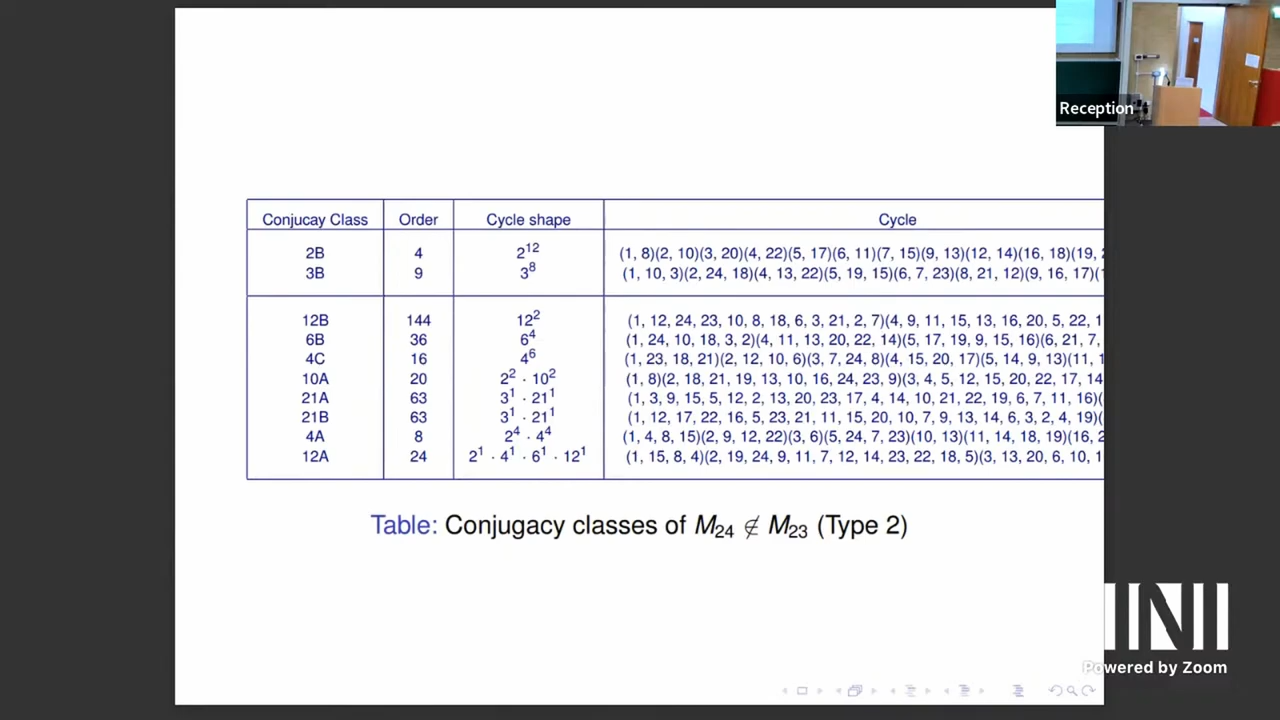 Reception
Conjucay Class Order Cycle shape Cycle
2B 4 2^12 (1, 8)(2, 10)(3, 20)(4, 22)(5, 17)(6, 11)(7, 15)(9, 13)(12, 14)(16, 18)(19,
3B 9 3^8 (1, 10, 3)(2, 24, 18)(4, 13, 22)(5, 19, 15)(6, 7, 23)(8, 21, 12)(9, 16, 17)(
12B 144 12^2 (1, 12, 24, 23, 10, 8, 18, 6, 3, 21, 2, 7)(4, 9, 11, 15, 13, 16, 20, 5, 22, 1
6B 36 6^4 (1, 24, 10, 18, 3, 2)(4, 11, 13, 20, 22, 14)(5, 17, 19, 9, 15, 16)(6, 21, 7,
4C 16 4^6 (1, 23, 18, 21)(2, 12, 10, 6)(3, 7, 24, 8)(4, 15, 20, 17)(5, 14, 9, 13)(11, 1
10A 20 2^2 · 10^2 (1, 8)(2, 18, 21, 19, 13, 10, 16, 24, 23, 9)(3, 4, 5, 12, 15, 20, 22, 17, 14
21A 63 3^1 · 21^1 (1, 3, 9, 15, 5, 12, 2, 13, 20, 23, 17, 4, 14, 10, 21, 22, 19, 6, 7, 11, 16)(
21B 63 3^1 · 21^1 (1, 12, 17, 22, 16, 5, 23, 21, 11, 15, 20, 10, 7, 9, 13, 14, 6, 3, 2, 4, 19)(
4A 8 2^4 · 4^4 (1, 4, 8, 15)(2, 9, 12, 22)(3, 6)(5, 24, 7, 23)(10, 13)(11, 14, 18, 19)(16, 2
12A 24 2^1 · 4^1 · 6^1 · 12^1 (1, 15, 8, 4)(2, 19, 24, 9, 11, 7, 12, 14, 23, 22, 18, 5)(3, 13, 20, 6, 10, 1
Table: Conjugacy classes of M₂₄ ∉ M₂₃ (Type 2)
INI
Powered by Zoom